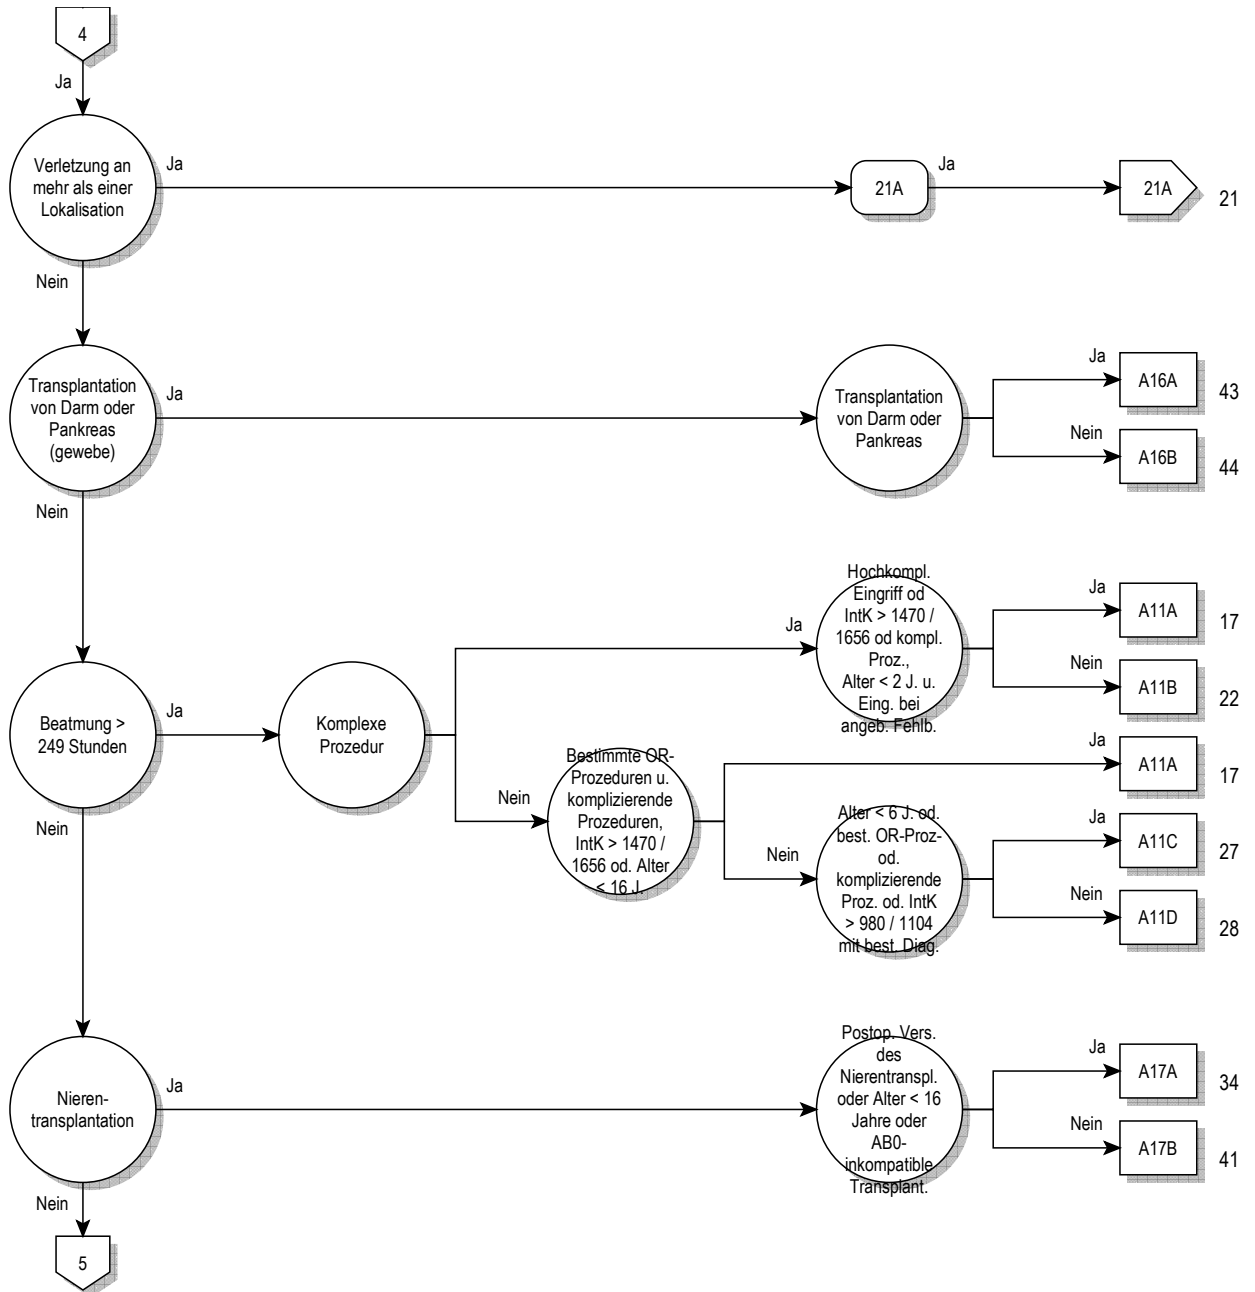 4
Ja
Verletzung an
mehr als einer
Lokalisation
Ja
21A
Ja
21A
21
Nein
Transplantation
von Darm oder
Pankreas
(gewebe)
Ja
Transplantation
von Darm oder
Pankreas
Ja
A16A
43
Nein
A16B
44
Nein
Beatmung >
249 Stunden
Ja
Komplexe
Prozedur
Ja
Hochkompl.
Eingriff od
IntK > 1470 /
1656 od kompl.
Proz.,
Alter < 2 J. u.
Eing. bei
angeb. Fehlb.
Ja
A11A
17
Nein
A11B
22
Nein
Bestimmte OR-
Prozeduren u.
komplizierende
Prozeduren,
IntK > 1470 /
1656 od. Alter
< 16 J.
Ja
A11A
17
Nein
Alter < 6 J. od.
best. OR-Proz-
od.
komplizierende
Proz. od. IntK
> 980 / 1104
mit best. Diag.
Ja
A11C
27
Nein
A11D
28
Nein
Nieren-
transplantation
Ja
Postop. Vers.
des
Nierentranspl.
oder Alter < 16
Jahre oder
AB0-
inkompatible
Transplant.
Ja
A17A
34
Nein
A17B
41
Nein
5